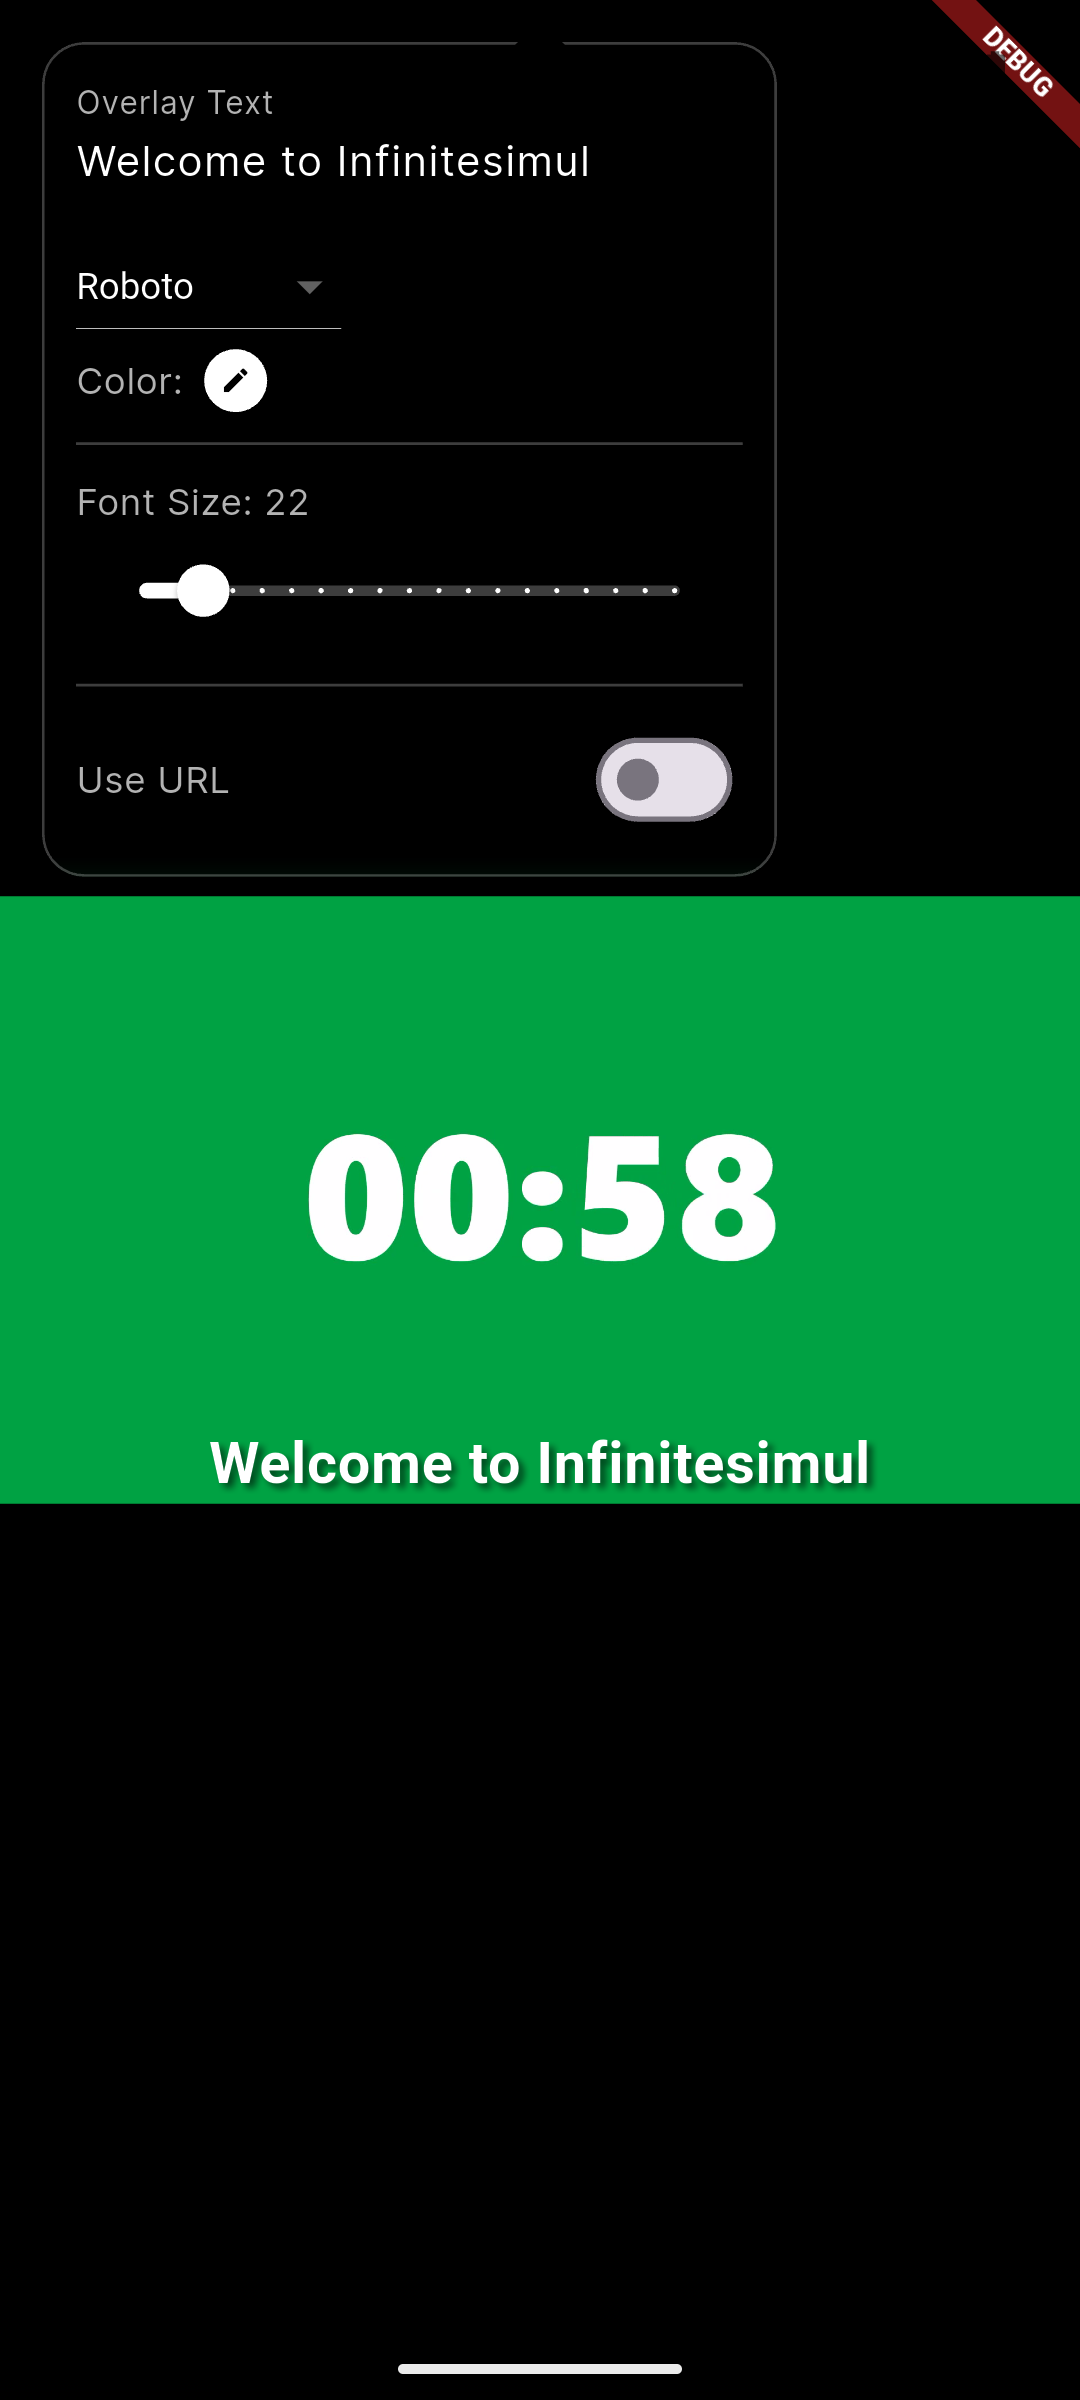 DEBUG
Overlay Text
Welcome to Infinitesimul
Roboto
Color:
Font Size: 22
Use URL
00:58
Welcome to Infinitesimul